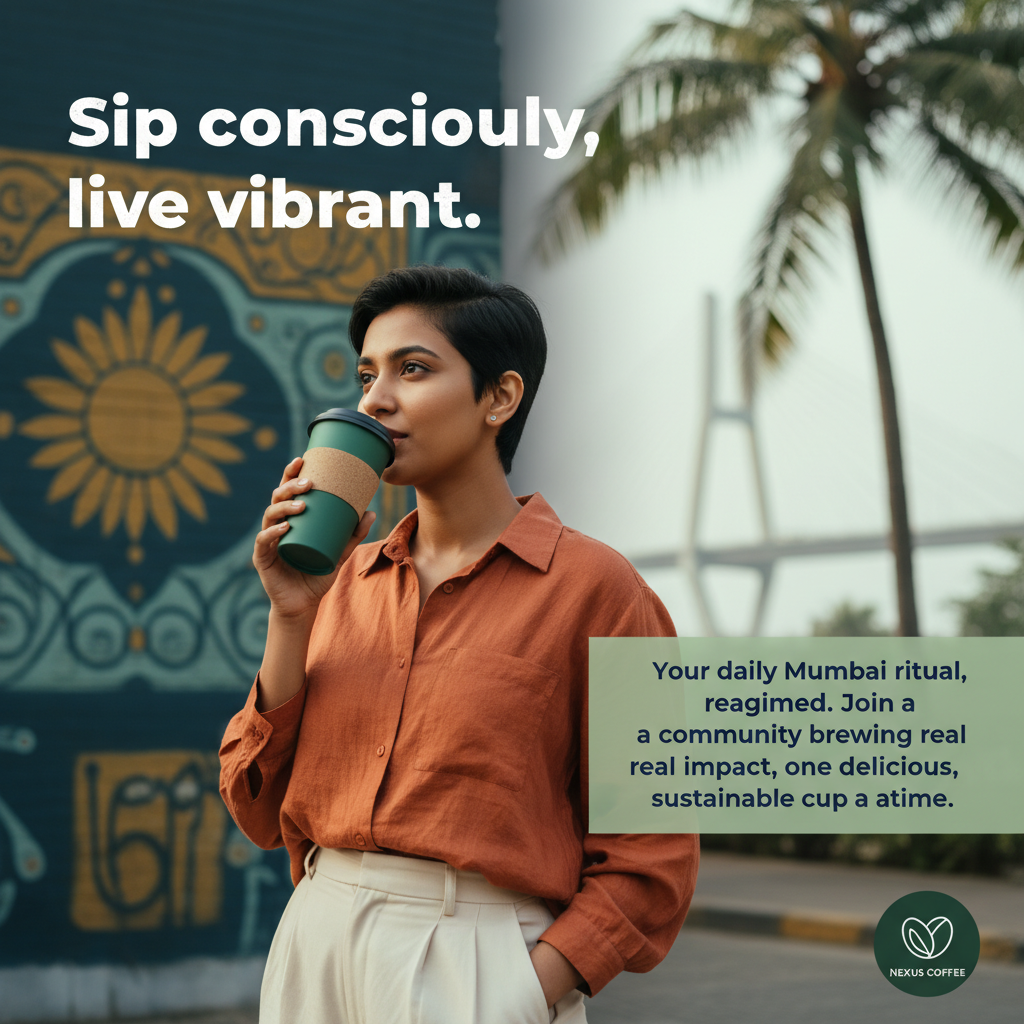 Sip consciouly,
live vibrant.
Your daily Mumbai ritual,
reagimed. Join a
a community brewing real
real impact, one delicious,
sustainable cup a atime.
NEXUS COFFEE